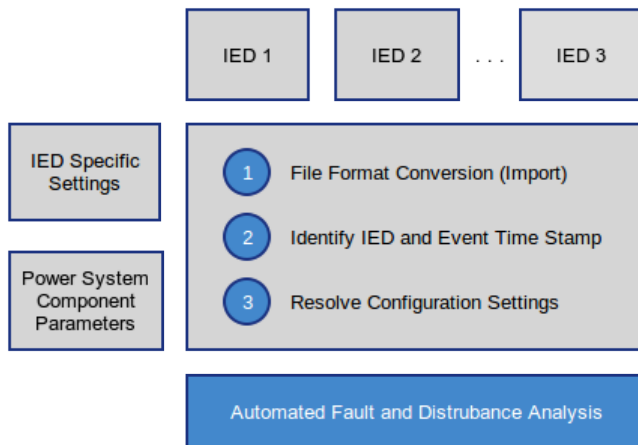 IED 1
IED 2
. . .
IED 3
IED Specific
Settings
1 File Format Conversion (Import)
2 Identify IED and Event Time Stamp
Power System
Component
Parameters
3 Resolve Configuration Settings
Automated Fault and Distrubance Analysis